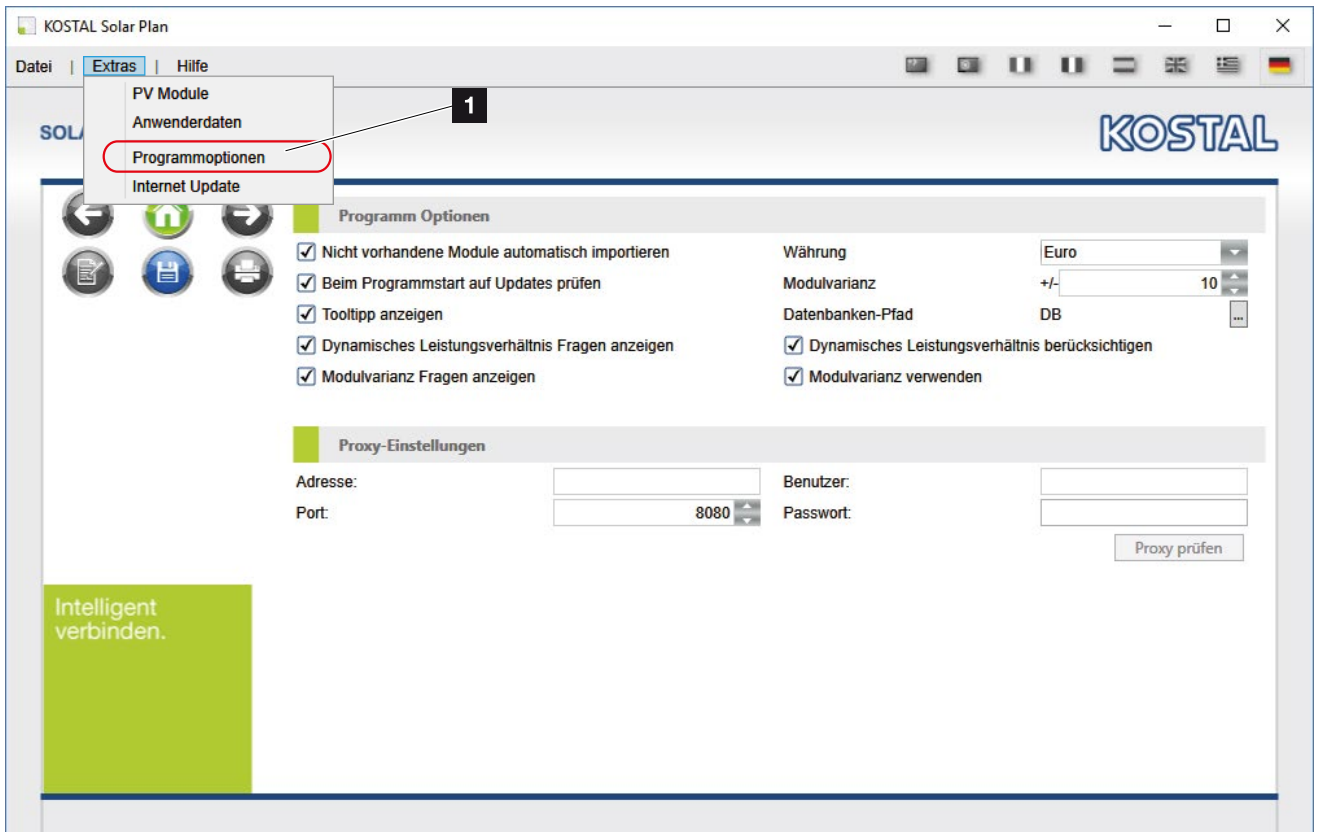 KOSTAL Solar Plan
Datei | Extras | Hilfe
PV Module
Anwenderdaten
Programmoptionen
Internet Update
1
SOL
KOSTAL
Programm Optionen
Nicht vorhandene Module automatisch importieren
Währung
Euro
Beim Programmstart auf Updates prüfen
Modulvarianz
+/-
10
Tooltipp anzeigen
Datenbanken-Pfad
DB
...
Dynamisches Leistungsverhältnis Fragen anzeigen
Dynamisches Leistungsverhältnis berücksichtigen
Modulvarianz Fragen anzeigen
Modulvarianz verwenden
Proxy-Einstellungen
Adresse:
Benutzer:
Port:
8080
Passwort:
Proxy prüfen
Intelligent
verbinden.